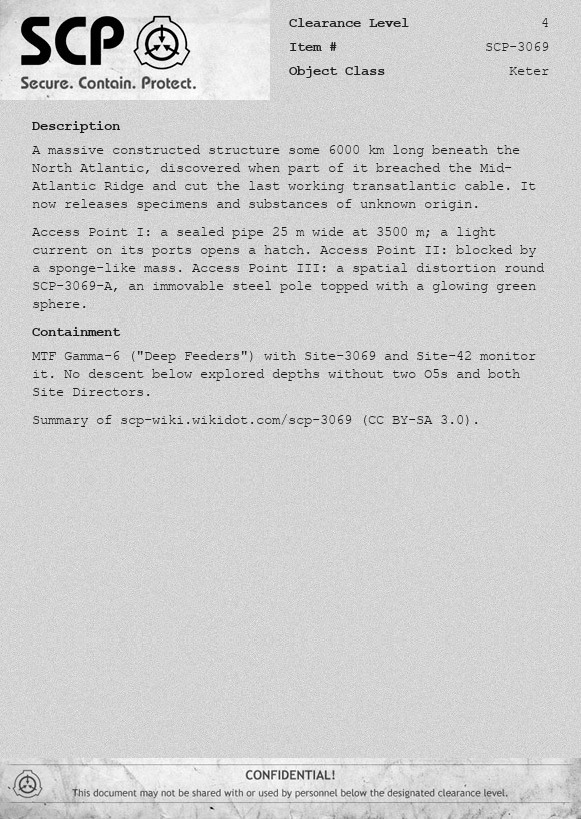 SCP
Secure. Contain. Protect.
Clearance Level 4
Item # SCP-3069
Object Class Keter
Description
A massive constructed structure some 6000 km long beneath the
North Atlantic, discovered when part of it breached the Mid-
Atlantic Ridge and cut the last working transatlantic cable. It
now releases specimens and substances of unknown origin.
Access Point I: a sealed pipe 25 m wide at 3500 m; a light
current on its ports opens a hatch. Access Point II: blocked by
a sponge-like mass. Access Point III: a spatial distortion round
SCP-3069-A, an immovable steel pole topped with a glowing green
sphere.
Containment
MTF Gamma-6 ("Deep Feeders") with Site-3069 and Site-42 monitor
it. No descent below explored depths without two O5s and both
Site Directors.
Summary of scp-wiki.wikidot.com/scp-3069 (CC BY-SA 3.0).
CONFIDENTIAL!
This document may not be shared with or used by personnel below the designated clearance level.